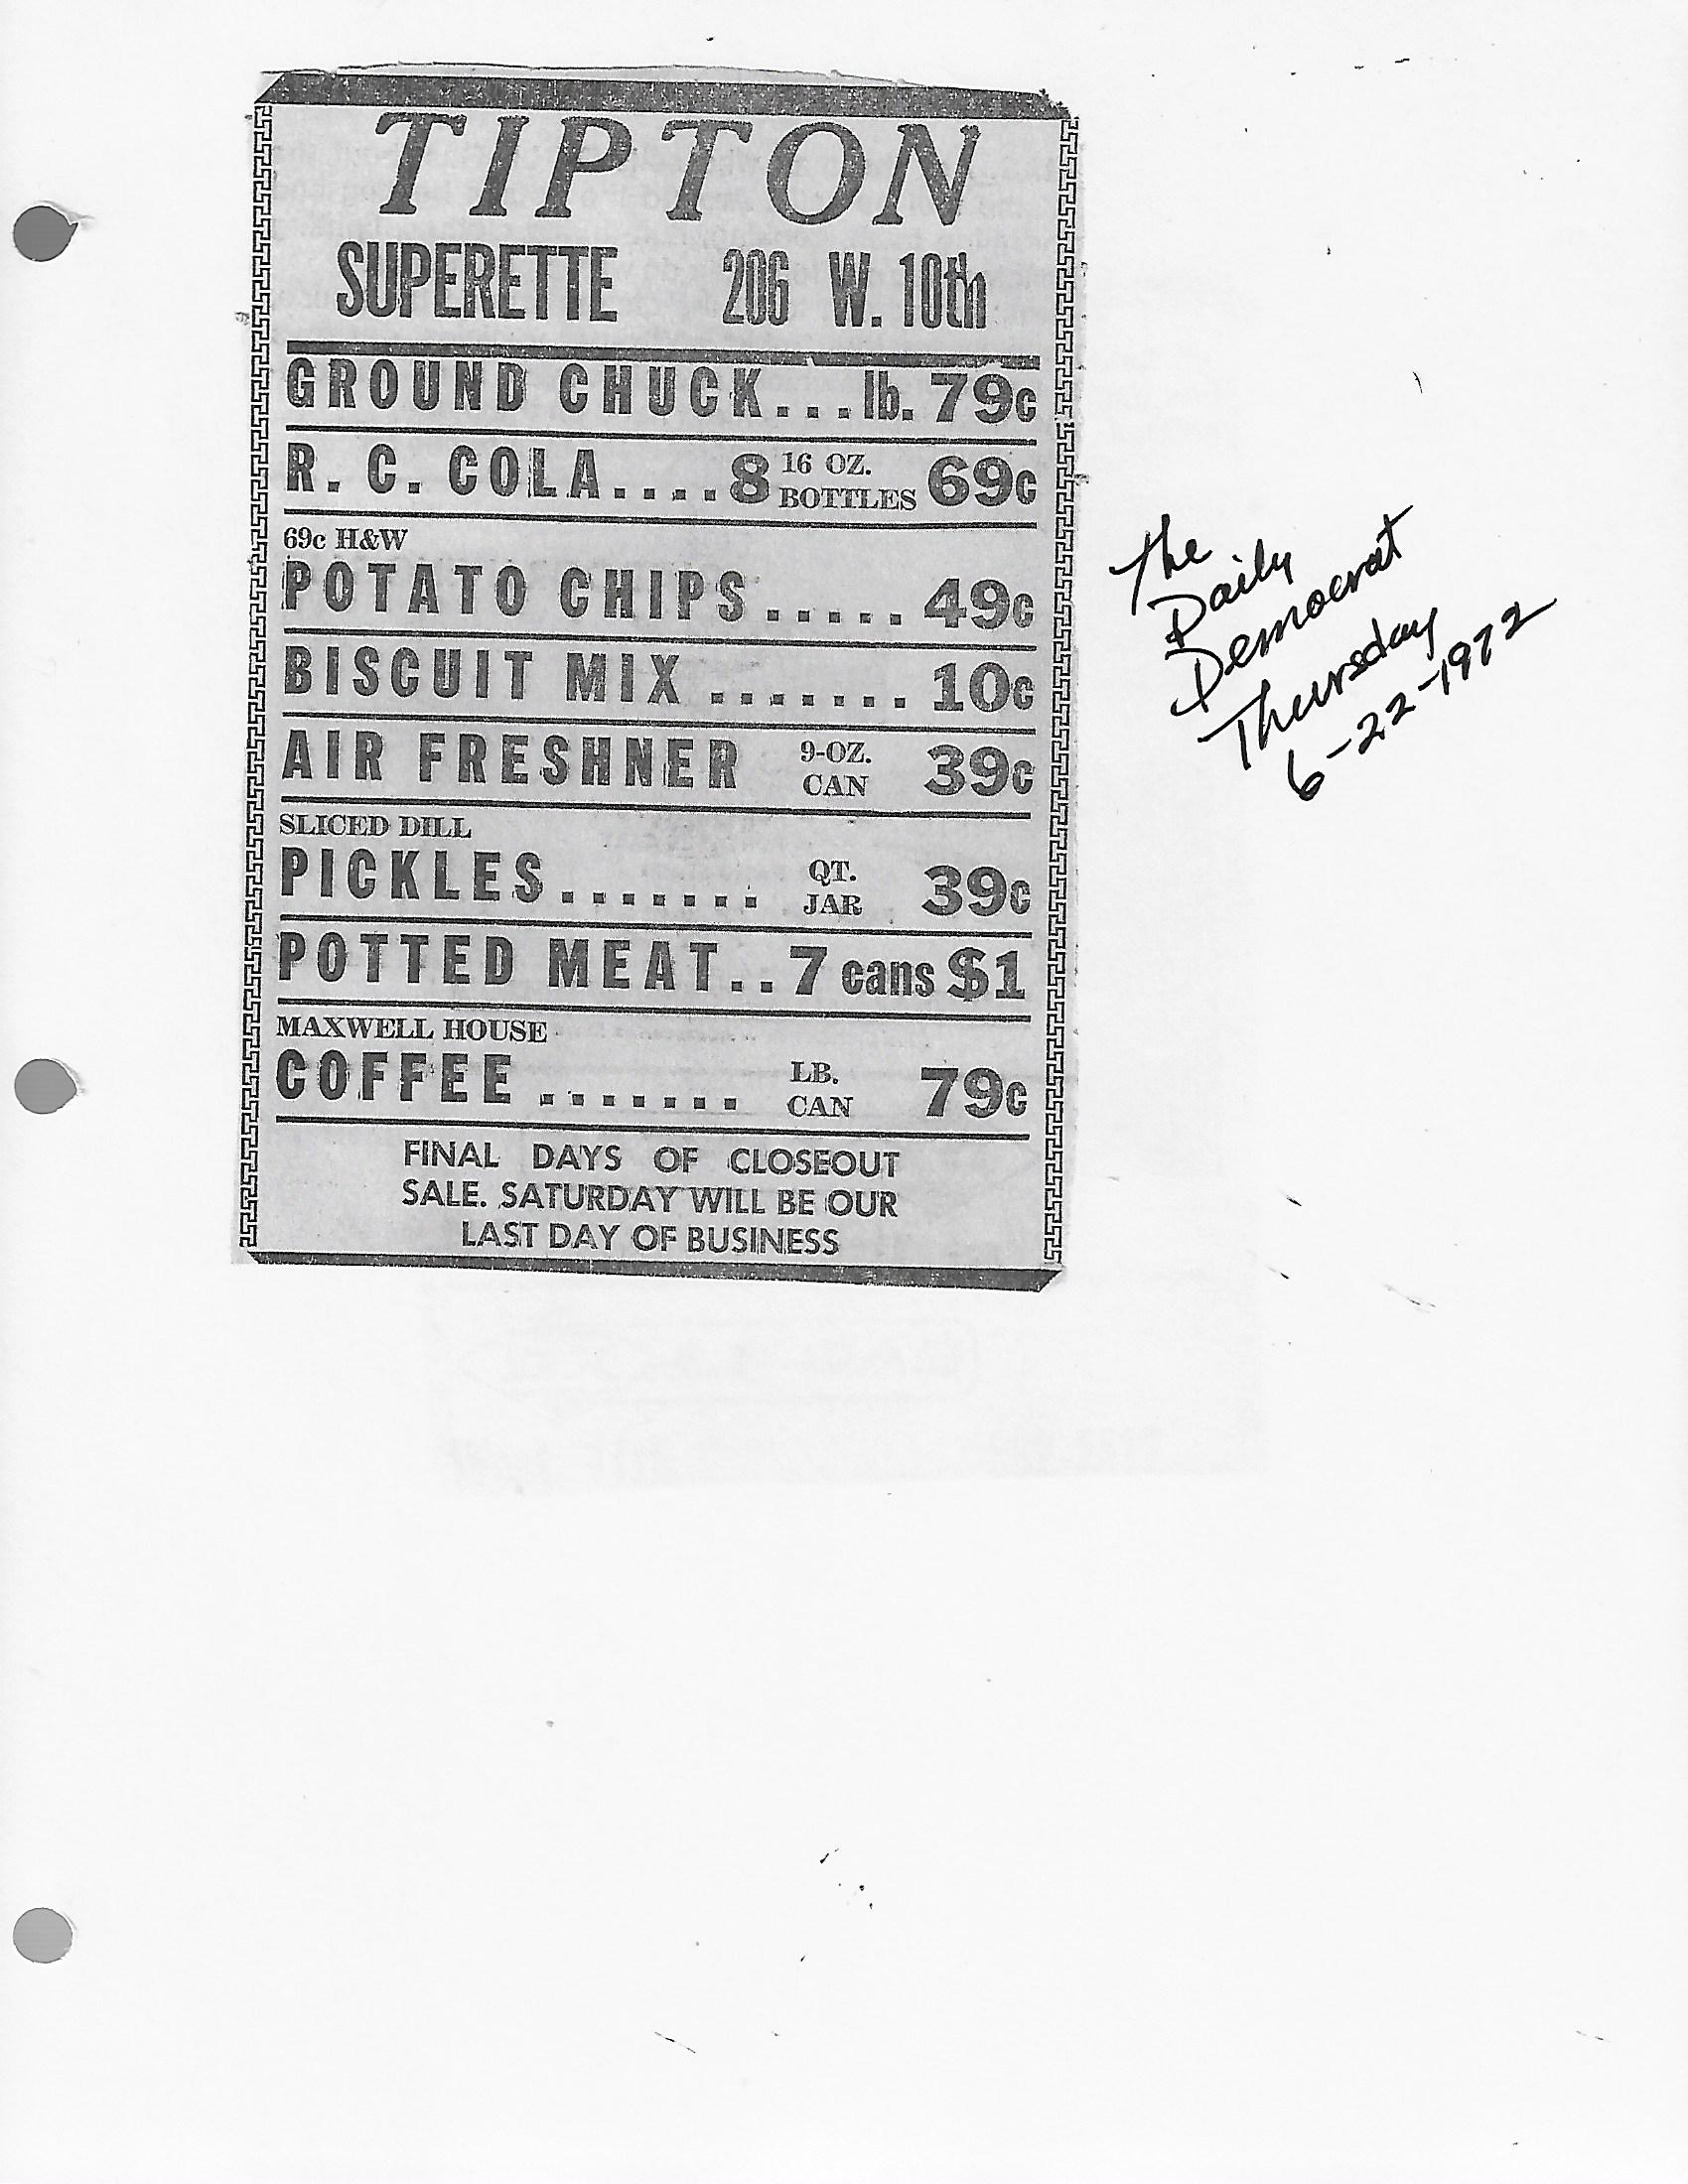 TIPTON
SUPERETTE 206 W. 10th
GROUND CHUCK...lb. 79c
R. C. COLA....8 16 OZ. BOTTLES 69c
69c H&W
POTATO CHIPS..... 49c
BISCUIT MIX ....... 10c
AIR FRESHNER 9-OZ. CAN 39c
SLICED DILL
PICKLES....... QT. JAR 39c
POTTED MEAT.. 7 cans $1
MAXWELL HOUSE
COFFEE ....... LB. CAN 79c
FINAL DAYS OF CLOSEOUT
SALE. SATURDAY WILL BE OUR
LAST DAY OF BUSINESS
The
Daily
Democrat
Thursday
6-22-1972